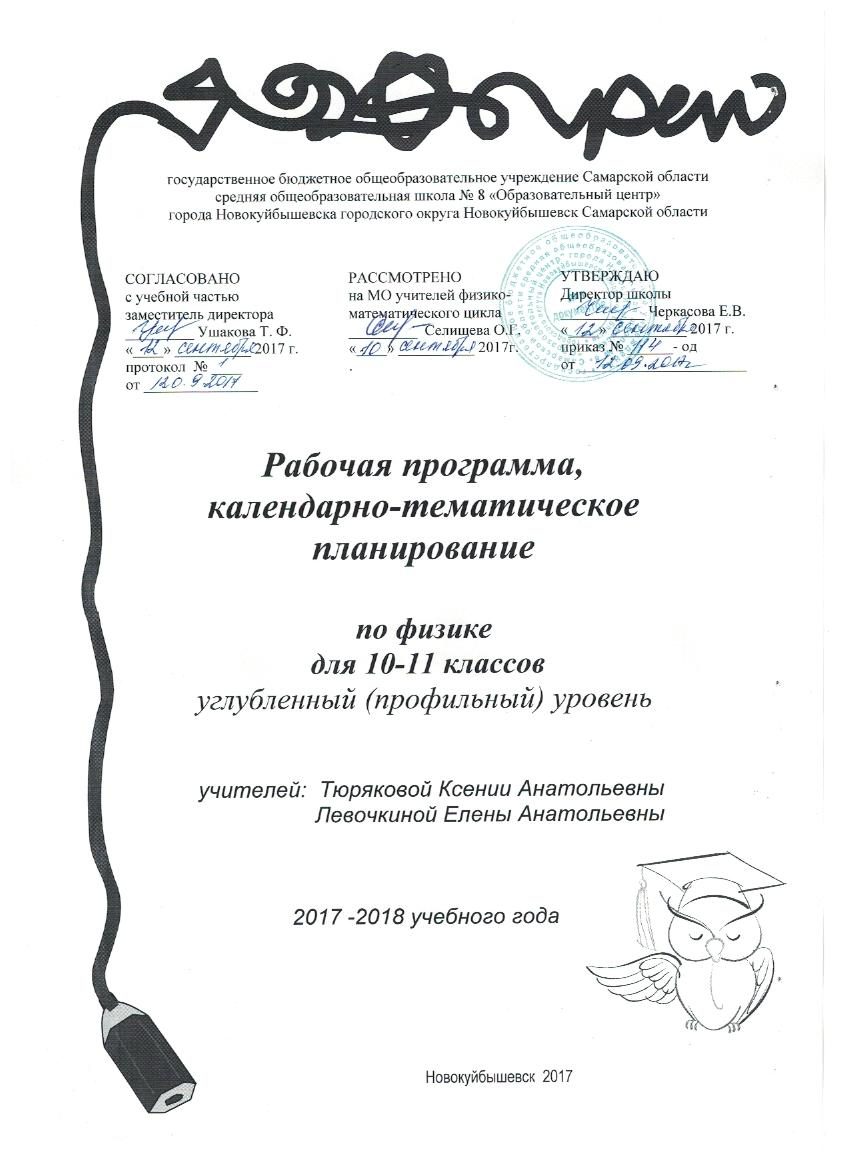 государственное бюджетное общеобразовательное учреждение Самарской области
средняя общеобразовательная школа № 8 «Образовательный центр»
города Новокуйбышевска городского округа Новокуйбышевск Самарской области
СОГЛАСОВАНО
с учебной частью
заместитель директора
Ушакова Т. Ф.
« 12 » сентября 2017 г.
протокол № 1
от 120.9.2017
РАССМОТРЕНО
на МО учителей физико-
математического цикла
Селищева О.Г.
« 10 » сентября 2017г.
.
УТВЕРЖДАЮ
Директор школы
Черкасова Е.В.
« 12 » сентября 2017 г.
приказ № 114 - од
от 12.09.2017г
Рабочая программа,
календарно-тематическое
планирование
по физике
для 10-11 классов
углубленный (профильный) уровень
учителей: Тюряковой Ксении Анатольевны
Левочкиной Елены Анатольевны
2017 -2018 учебного года
Новокуйбышевск 2017